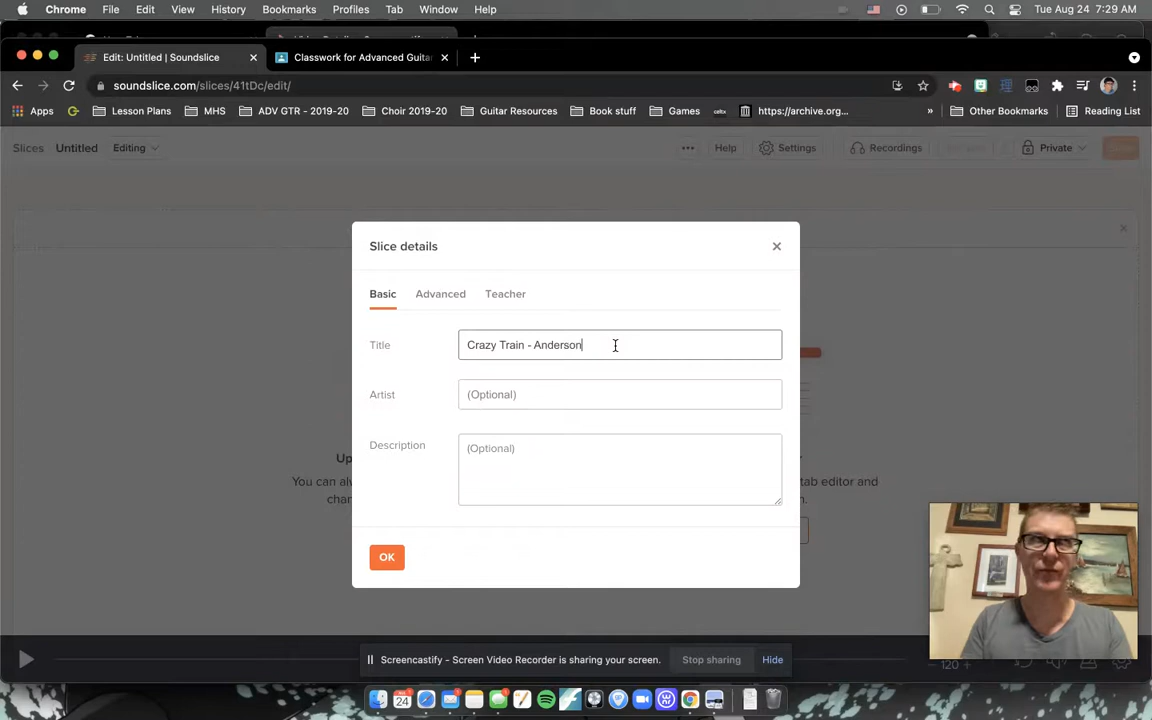 Chrome File Edit View History Bookmarks Profiles Tab Window Help Tue Aug 24 7:29 AM
Edit: Untitled | Soundslice Classwork for Advanced Guita
soundslice.com/slices/41tDc/edit/
Apps Lesson Plans MHS ADV GTR - 2019-20 Choir 2019-20 Guitar Resources Book stuff Games celtx https://archive.org... » Other Bookmarks Reading List
Slices Untitled Editing Help Settings Recordings Private
Slice details
Basic Advanced Teacher
Title Crazy Train - Anderson
Artist (Optional)
Description (Optional)
Up
You can al tab editor and
chan
OK
Screencastify - Screen Video Recorder is sharing your screen. Stop sharing Hide
120